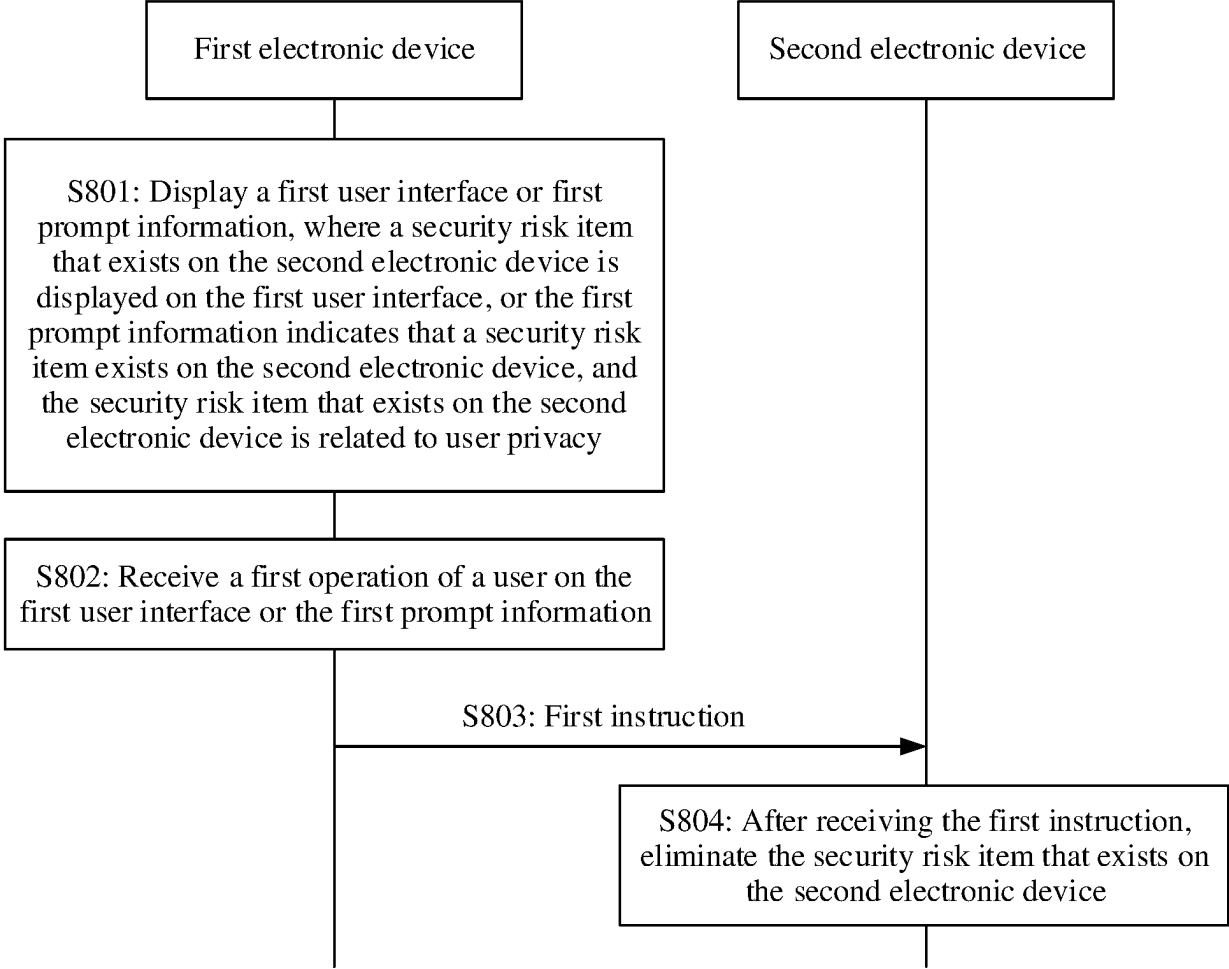 First electronic device
Second electronic device
S801: Display a first user interface or first
prompt information, where a security risk item
that exists on the second electronic device is
displayed on the first user interface, or the first
prompt information indicates that a security risk
item exists on the second electronic device, and
the security risk item that exists on the second
electronic device is related to user privacy
S802: Receive a first operation of a user on the
first user interface or the first prompt information
S803: First instruction
S804: After receiving the first instruction,
eliminate the security risk item that exists on
the second electronic device